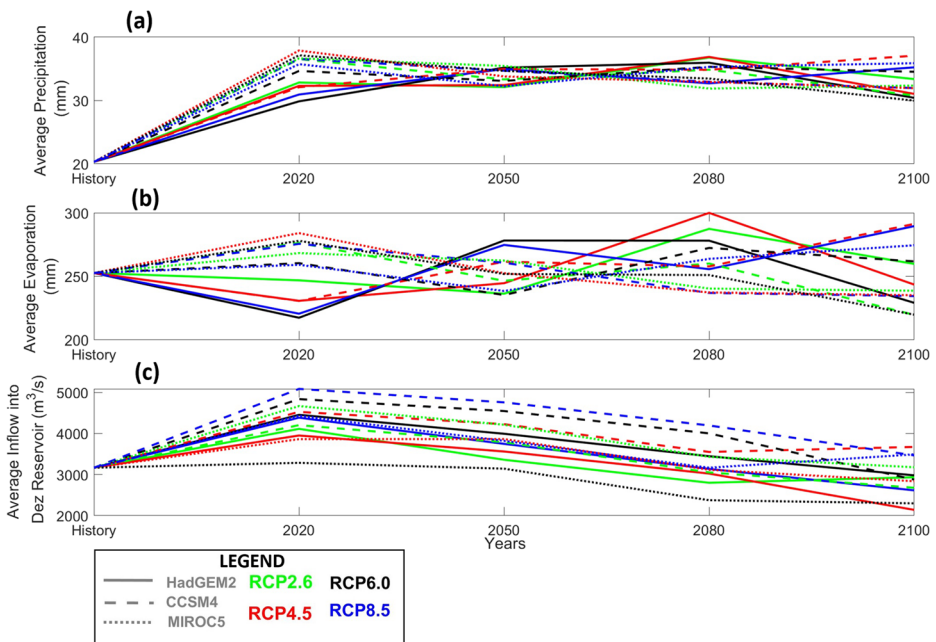 (a)
40
30
20
Average Precipitation
(mm)
History 2020 2050 2080 2100
(b)
300
250
200
Average Evaporation
(mm)
History 2020 2050 2080 2100
(c)
5000
4000
3000
2000
Average Inflow into
Dez Reservoir (m³/s)
History 2020 2050 2080 2100
Years
LEGEND
HadGEM2 RCP2.6 RCP6.0
CCSM4
RCP4.5 RCP8.5
MIROC5